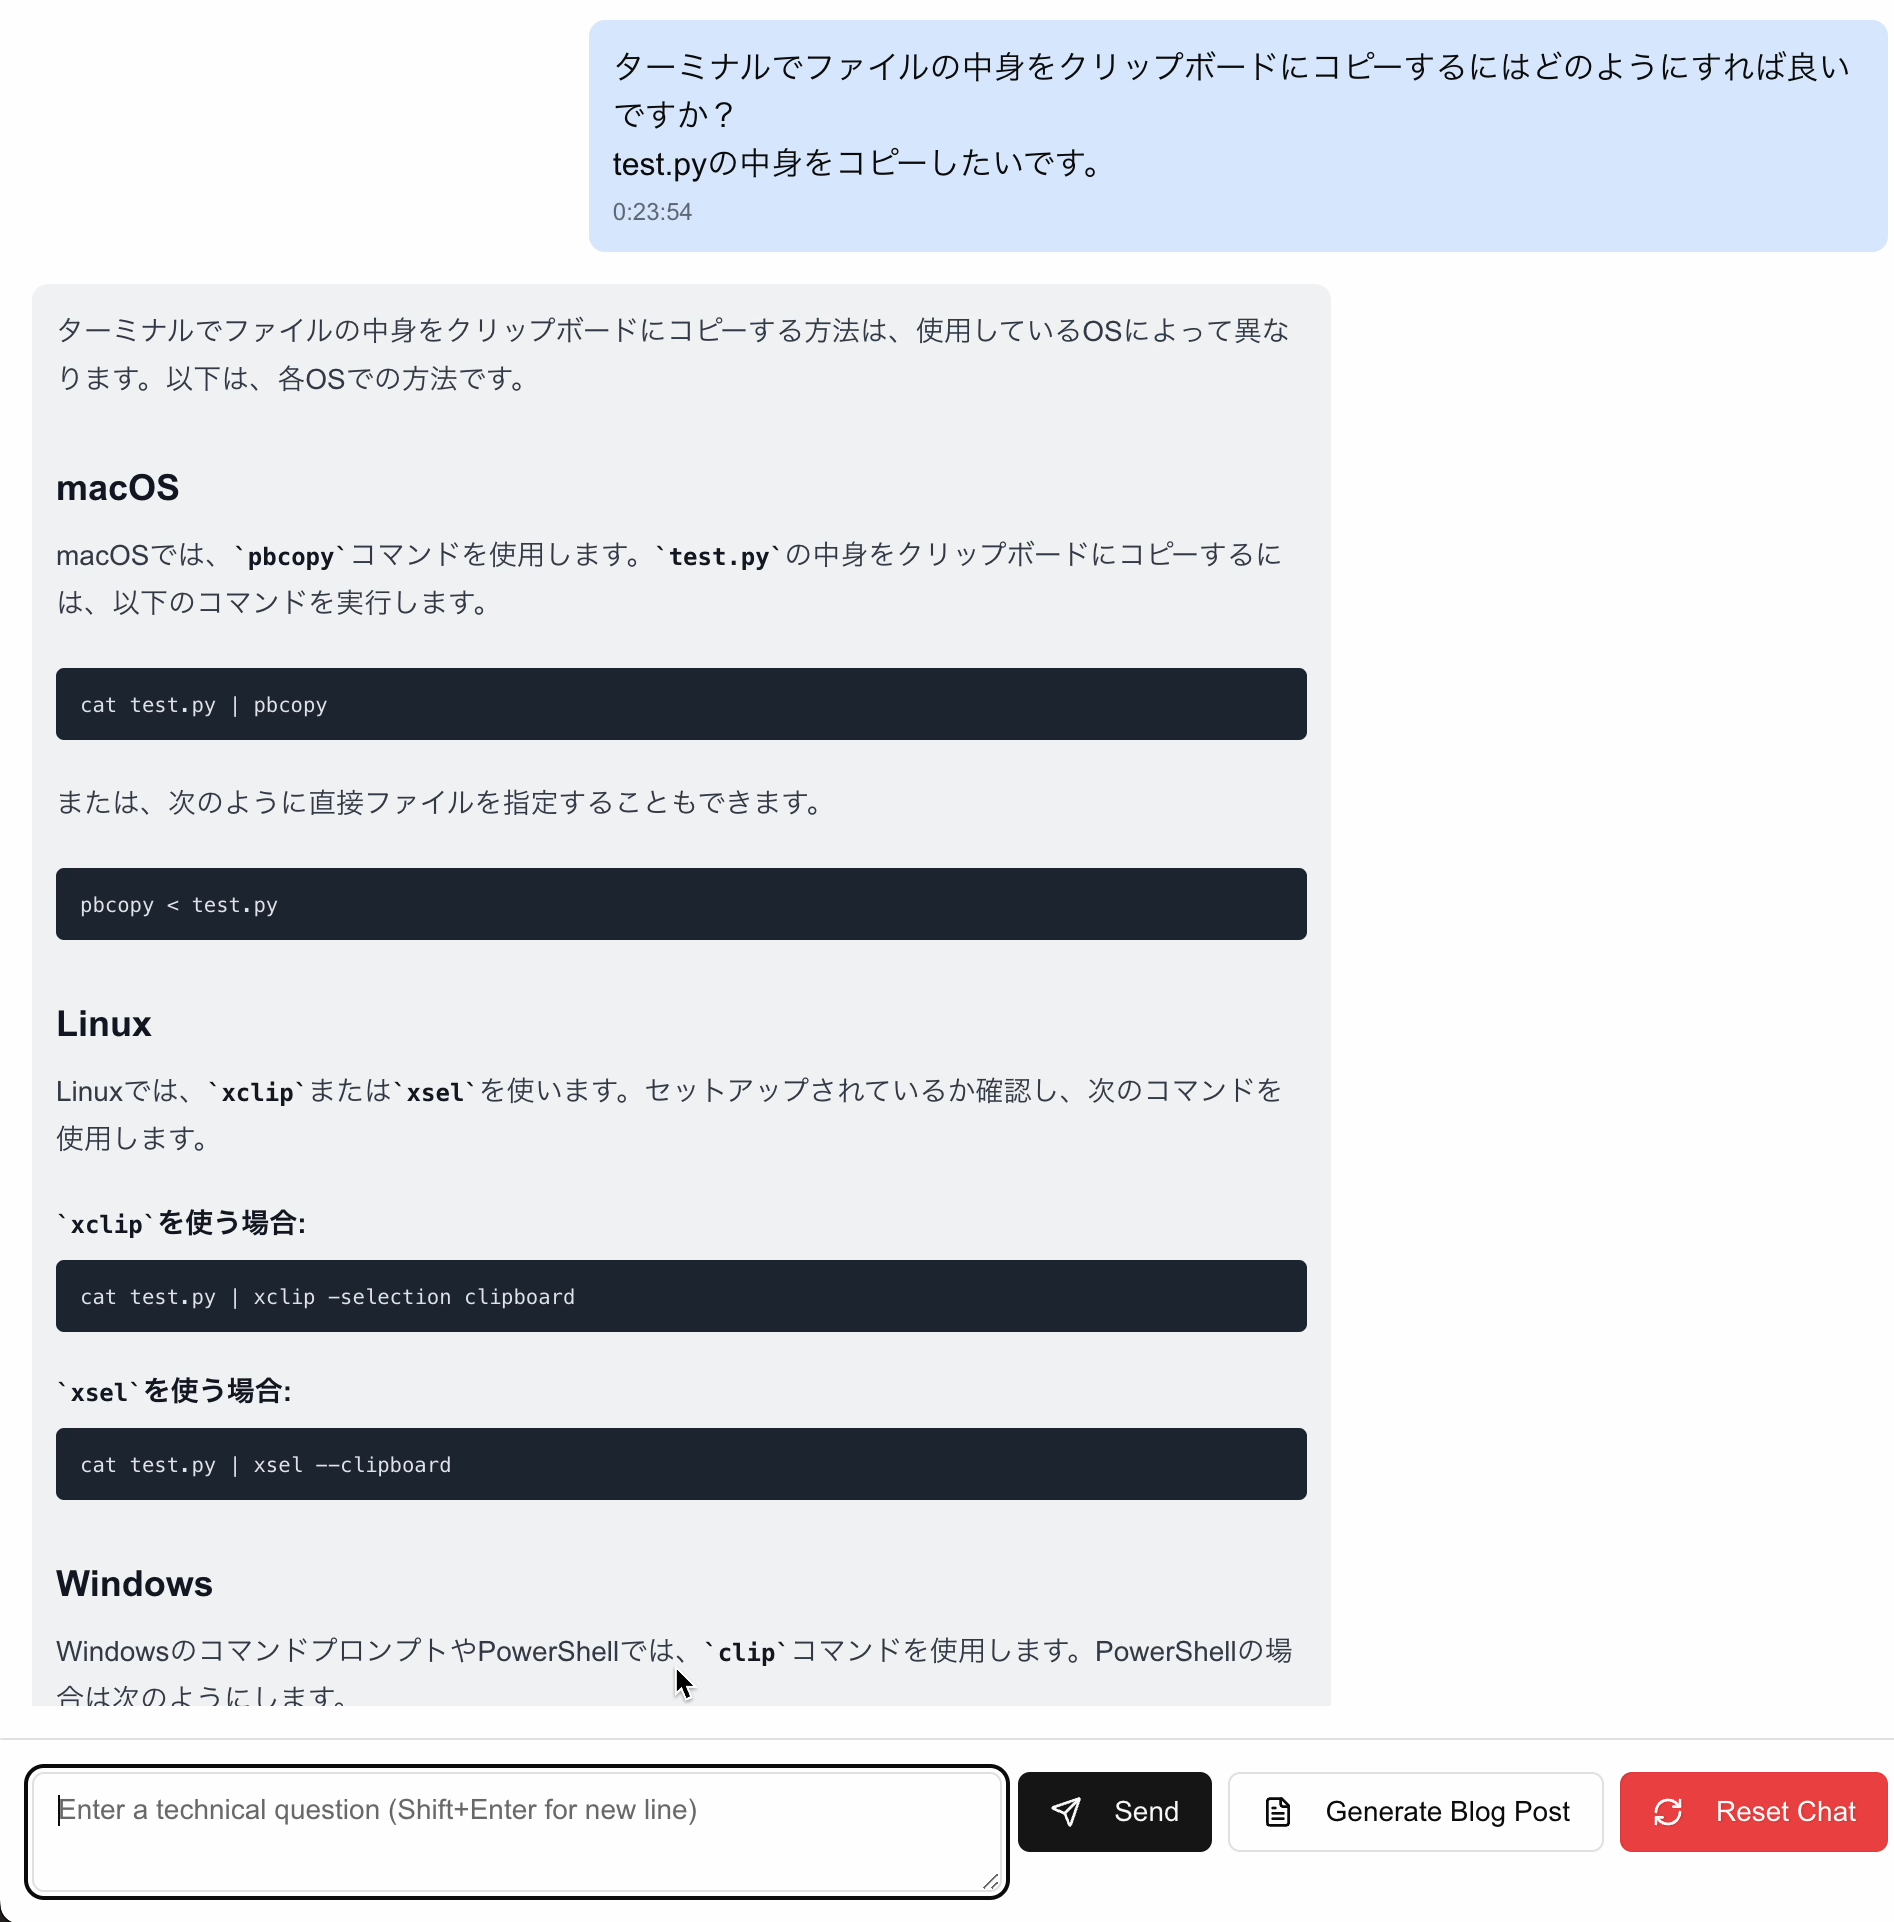 ターミナルでファイルの中身をクリップボードにコピーするにはどのようにすれば良い
ですか？
test.pyの中身をコピーしたいです。
0:23:54
ターミナルでファイルの中身をクリップボードにコピーする方法は、使用しているOSによって異な
ります。以下は、各OSでの方法です。
macOS
macOSでは、`pbcopy`コマンドを使用します。`test.py`の中身をクリップボードにコピーするに
は、以下のコマンドを実行します。
cat test.py | pbcopy
または、次のように直接ファイルを指定することもできます。
pbcopy < test.py
Linux
Linuxでは、`xclip`または`xsel`を使います。セットアップされているか確認し、次のコマンドを
使用します。
`xclip`を使う場合:
cat test.py | xclip -selection clipboard
`xsel`を使う場合:
cat test.py | xsel --clipboard
Windows
WindowsのコマンドプロンプトやPowerShellでは、`clip`コマンドを使用します。PowerShellの場
合は次のようにします。
Enter a technical question (Shift+Enter for new line)
Send
Generate Blog Post
Reset Chat